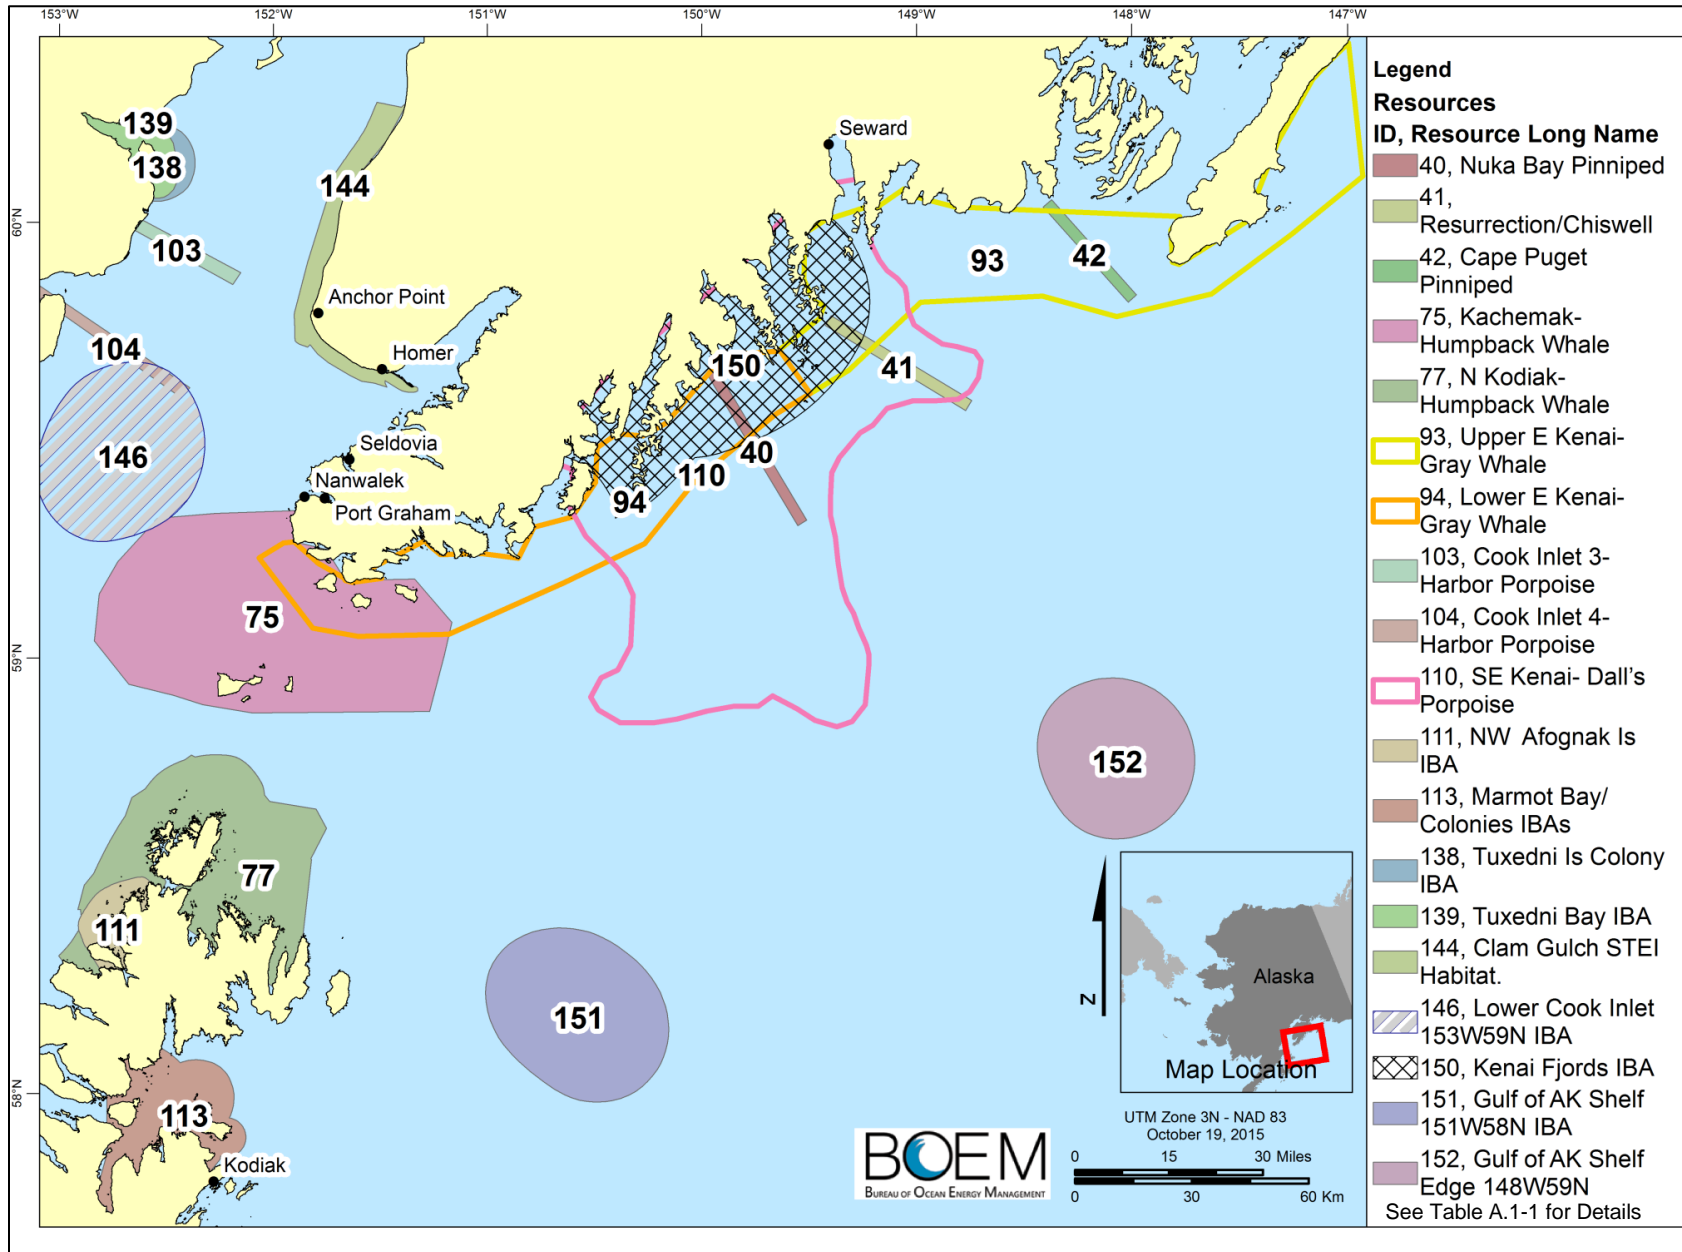 153°W 152°W 151°W 150°W 149°W 148°W 147°W
60°N
59°N
58°N
139
138
144
103
104
146
75
77
111
113
151
152
150
40
110
94
41
93
42
Seward
Anchor Point
Homer
Seldovia
Nanwalek
Port Graham
Kodiak
Legend
Resources
ID, Resource Long Name
40, Nuka Bay Pinniped
41,
Resurrection/Chiswell
42, Cape Puget
Pinniped
75, Kachemak-
Humpback Whale
77, N Kodiak-
Humpback Whale
93, Upper E Kenai-
Gray Whale
94, Lower E Kenai-
Gray Whale
103, Cook Inlet 3-
Harbor Porpoise
104, Cook Inlet 4-
Harbor Porpoise
110, SE Kenai- Dall's
Porpoise
111, NW Afognak Is
IBA
113, Marmot Bay/
Colonies IBAs
138, Tuxedni Is Colony
IBA
139, Tuxedni Bay IBA
144, Clam Gulch STEI
Habitat.
146, Lower Cook Inlet
153W59N IBA
150, Kenai Fjords IBA
151, Gulf of AK Shelf
151W58N IBA
152, Gulf of AK Shelf
Edge 148W59N
See Table A.1-1 for Details
N
Alaska
Map Location
UTM Zone 3N - NAD 83
October 19, 2015
0 15 30 Miles
0 30 60 Km
BOEM
BUREAU OF OCEAN ENERGY MANAGEMENT